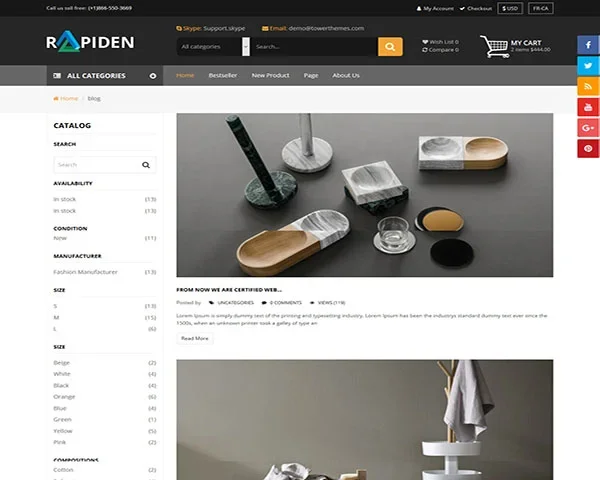 Call us toll free: (+1)866-550-3669
My Account
Checkout
$ USD
FR-CA
RAPIDEN
Skype: Support.skype
Email: demo@towerthemes.com
All categories
Search...
Wish List 0
Compare 0
MY CART
2 items $444.00
ALL CATEGORIES
Home
Bestseller
New Product
Page
About Us
Home / blog
CATALOG
SEARCH
Search
AVAILABILITY
In stock (13)
In stock (13)
CONDITION
New (11)
MANUFACTURER
Fashion Manufacturer (13)
SIZE
S (13)
M (15)
L (6)
SIZE
Beige (2)
White (4)
Black (4)
Orange (6)
Blue (4)
Green (1)
Yellow (5)
Pink (2)
COMPOSITIONS
Cotton (2)
FROM NOW WE ARE CERTIFIED WEB...
Posted by UNCATEGORIES 0 COMMENTS VIEWS (119)
Lorem Ipsum is simply dummy text of the printing and typesetting industry. Lorem Ipsum has been the industrys standard dummy text ever since the
1500s, when an unknown printer took a galley of type an
Read More